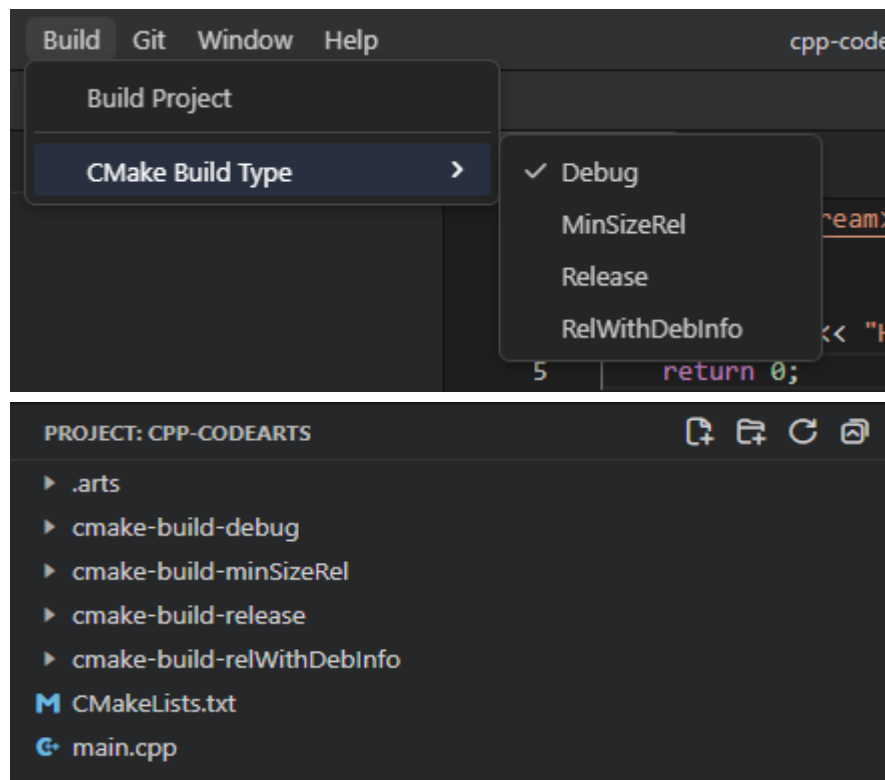 Build Git Window Help cpp-code
Build Project
CMake Build Type
Debug
MinSizeRel
ream>
Release
RelWithDebInfo
<< "H
5 return 0;
PROJECT: CPP-CODEARTS
.arts
cmake-build-debug
cmake-build-minSizeRel
cmake-build-release
cmake-build-relWithDebInfo
CMakeLists.txt
main.cpp